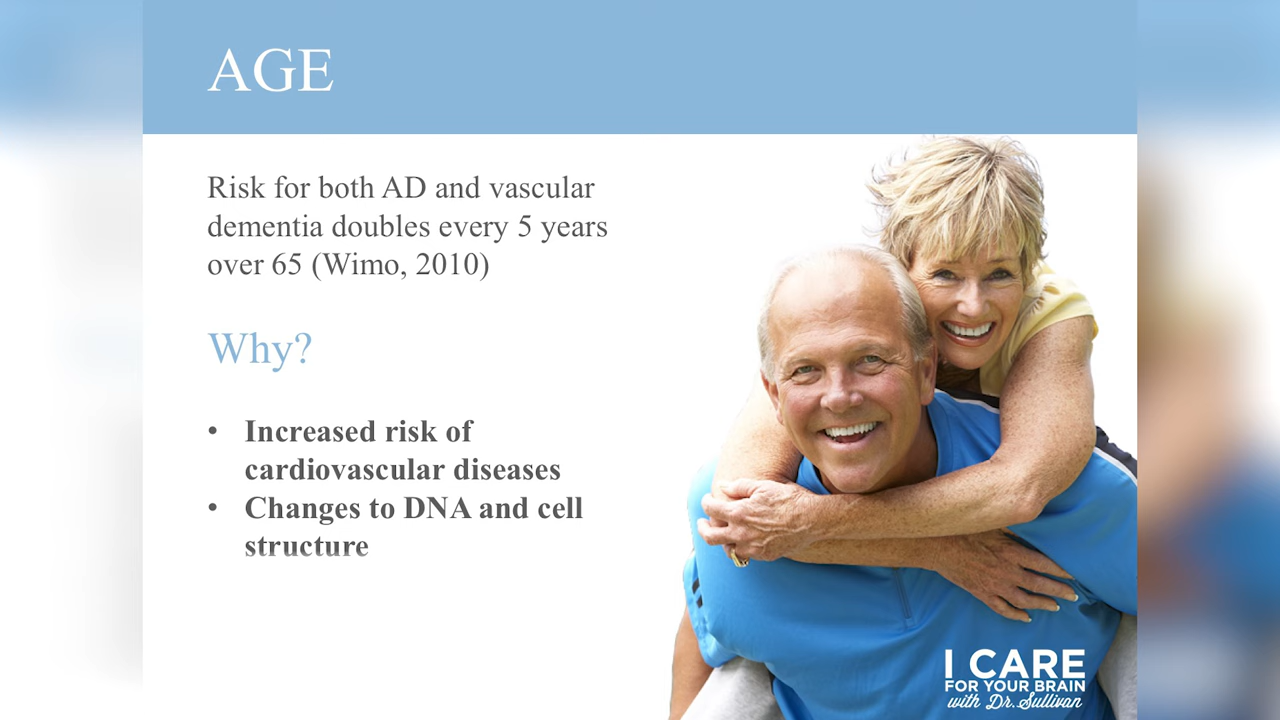 AGE
Risk for both AD and vascular
dementia doubles every 5 years
over 65 (Wimo, 2010)
Why?
• Increased risk of
cardiovascular diseases
• Changes to DNA and cell
structure
I CARE
FOR YOUR BRAIN
with Dr. Sullivan